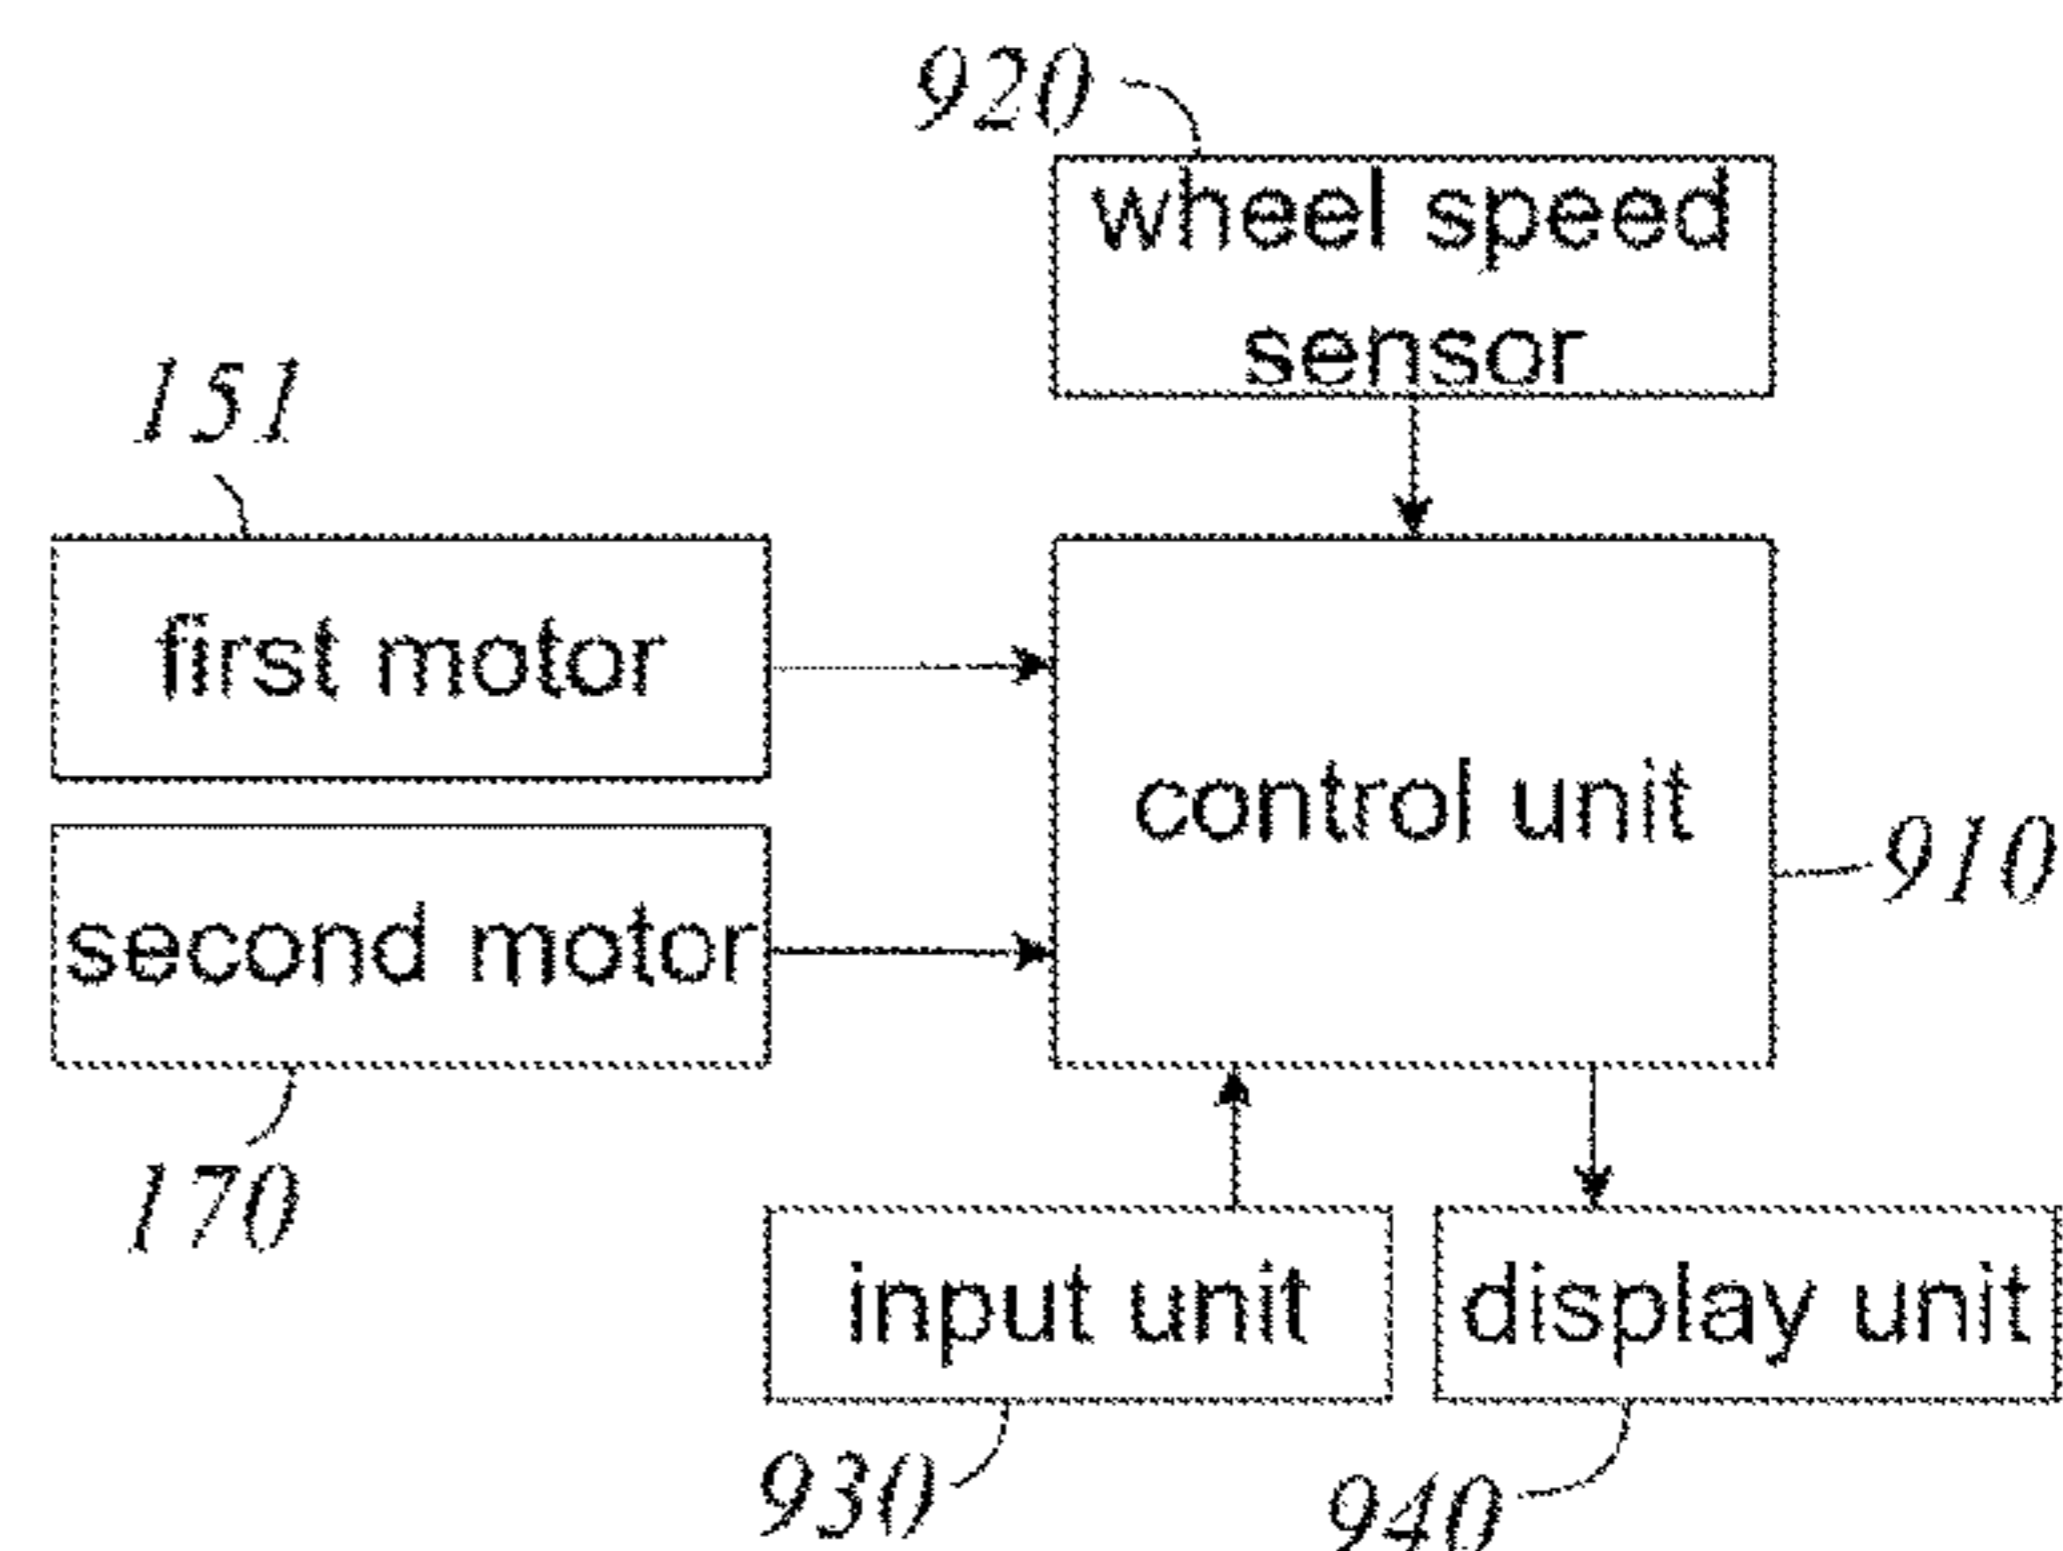 920
wheel speed
sensor
151
first motor
control unit
910
second motor
170
input unit
display unit
930
940